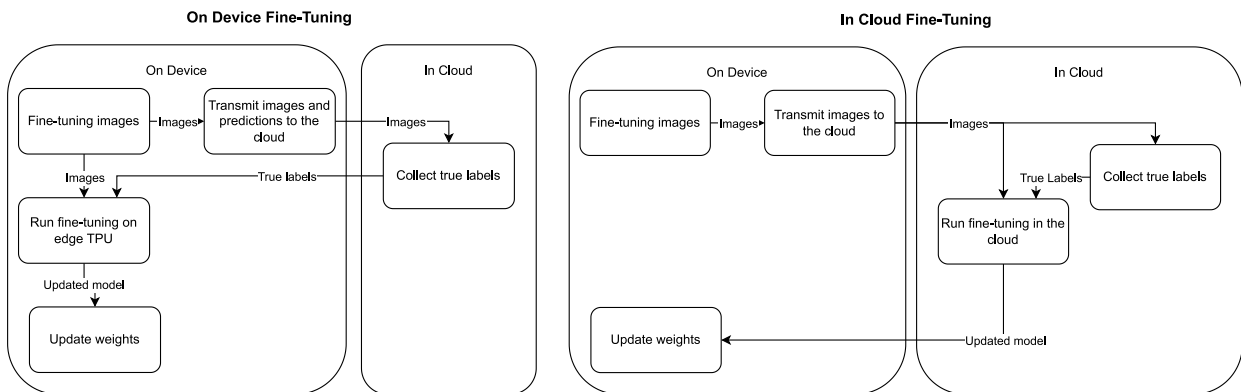 On Device Fine-Tuning
On Device
In Cloud
Fine-tuning images
Images
Transmit images and
predictions to the
cloud
Images
Collect true labels
Images
True labels
Run fine-tuning on
edge TPU
Updated model
Update weights
In Cloud Fine-Tuning
On Device
In Cloud
Fine-tuning images
Images
Transmit images to
the cloud
Images
Collect true labels
True Labels
Run fine-tuning in the
cloud
Update weights
Updated model